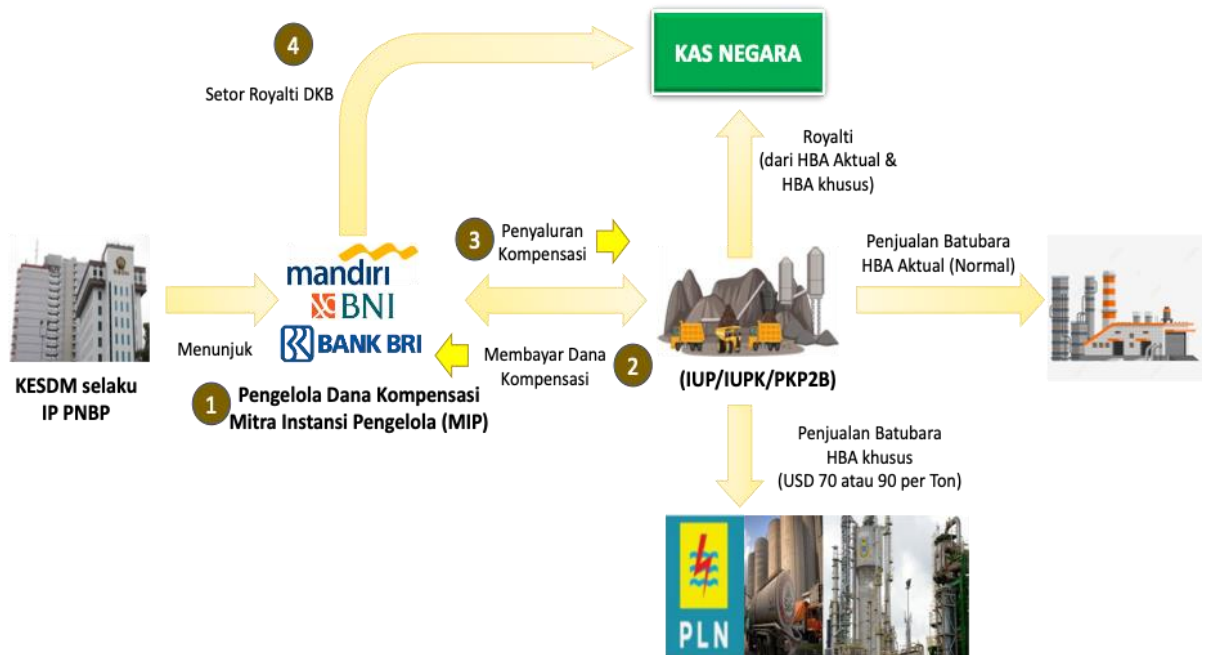 4
Setor Royalti DKB
KAS NEGARA
Royalti
(dari HBA Aktual &
HBA khusus)
3
Penyaluran
Kompensasi
Penjualan Batubara
HBA Aktual (Normal)
mandiri
BNI
BANK BRI
Menunjuk
KESDM selaku
IP PNBP
Membayar Dana
Kompensasi
2
(IUP/IUPK/PKP2B)
1
Pengelola Dana Kompensasi
Mitra Instansi Pengelola (MIP)
Penjualan Batubara
HBA khusus
(USD 70 atau 90 per Ton)
PLN